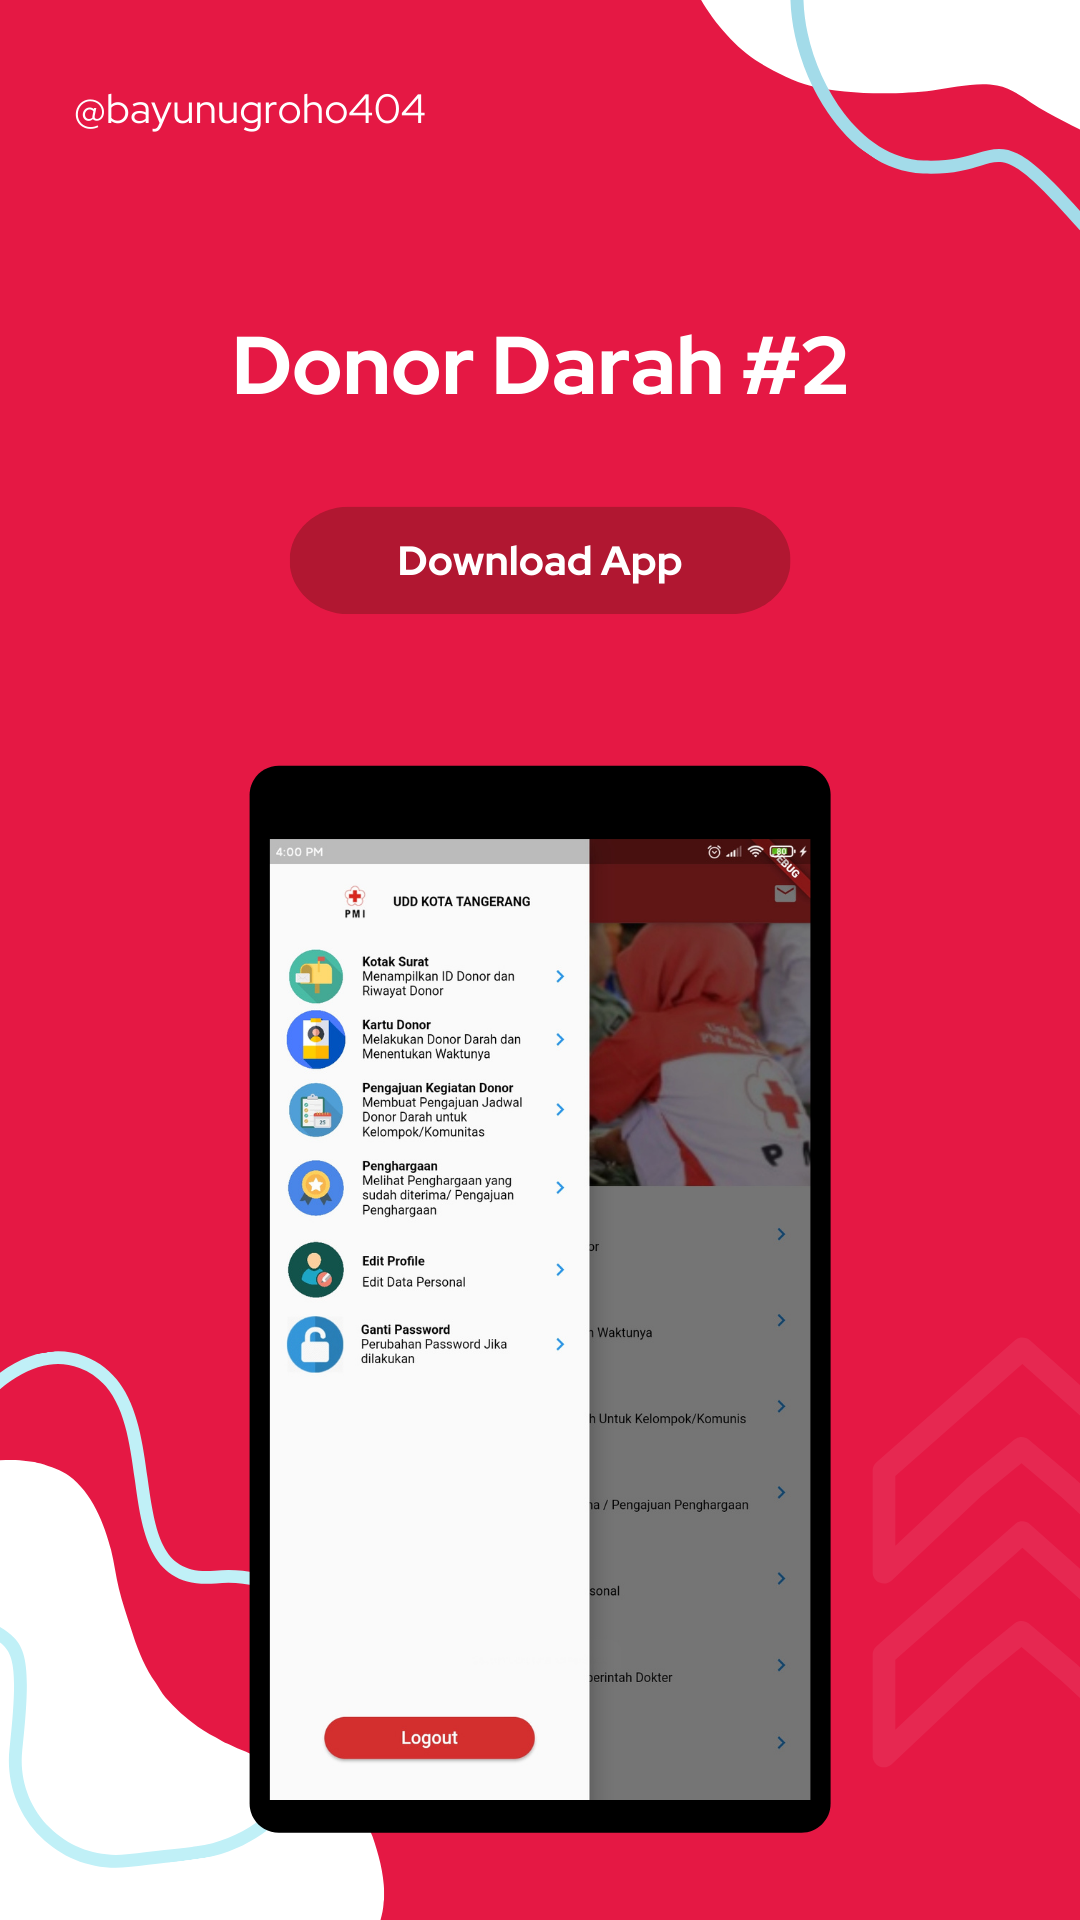 @bayunugroho404
Donor Darah #2
Download App
4:00 PM
80
UDD KOTA TANGERANG
PMI
Kotak Surat
Menampilkan ID Donor dan
Riwayat Donor
Kartu Donor
Melakukan Donor Darah dan
Menentukan Waktunya
Pengajuan Kegiatan Donor
Membuat Pengajuan Jadwal
Donor Darah untuk
Kelompok/Komunitas
25
Penghargaan
Melihat Penghargaan yang
sudah diterima/ Pengajuan
Penghargaan
Edit Profile
Edit Data Personal
Ganti Password
Perubahan Password Jika
dilakukan
Logout
or
Waktunya
h Untuk Kelompok/Komunis
na / Pengajuan Penghargaan
sonal
erintah Dokter